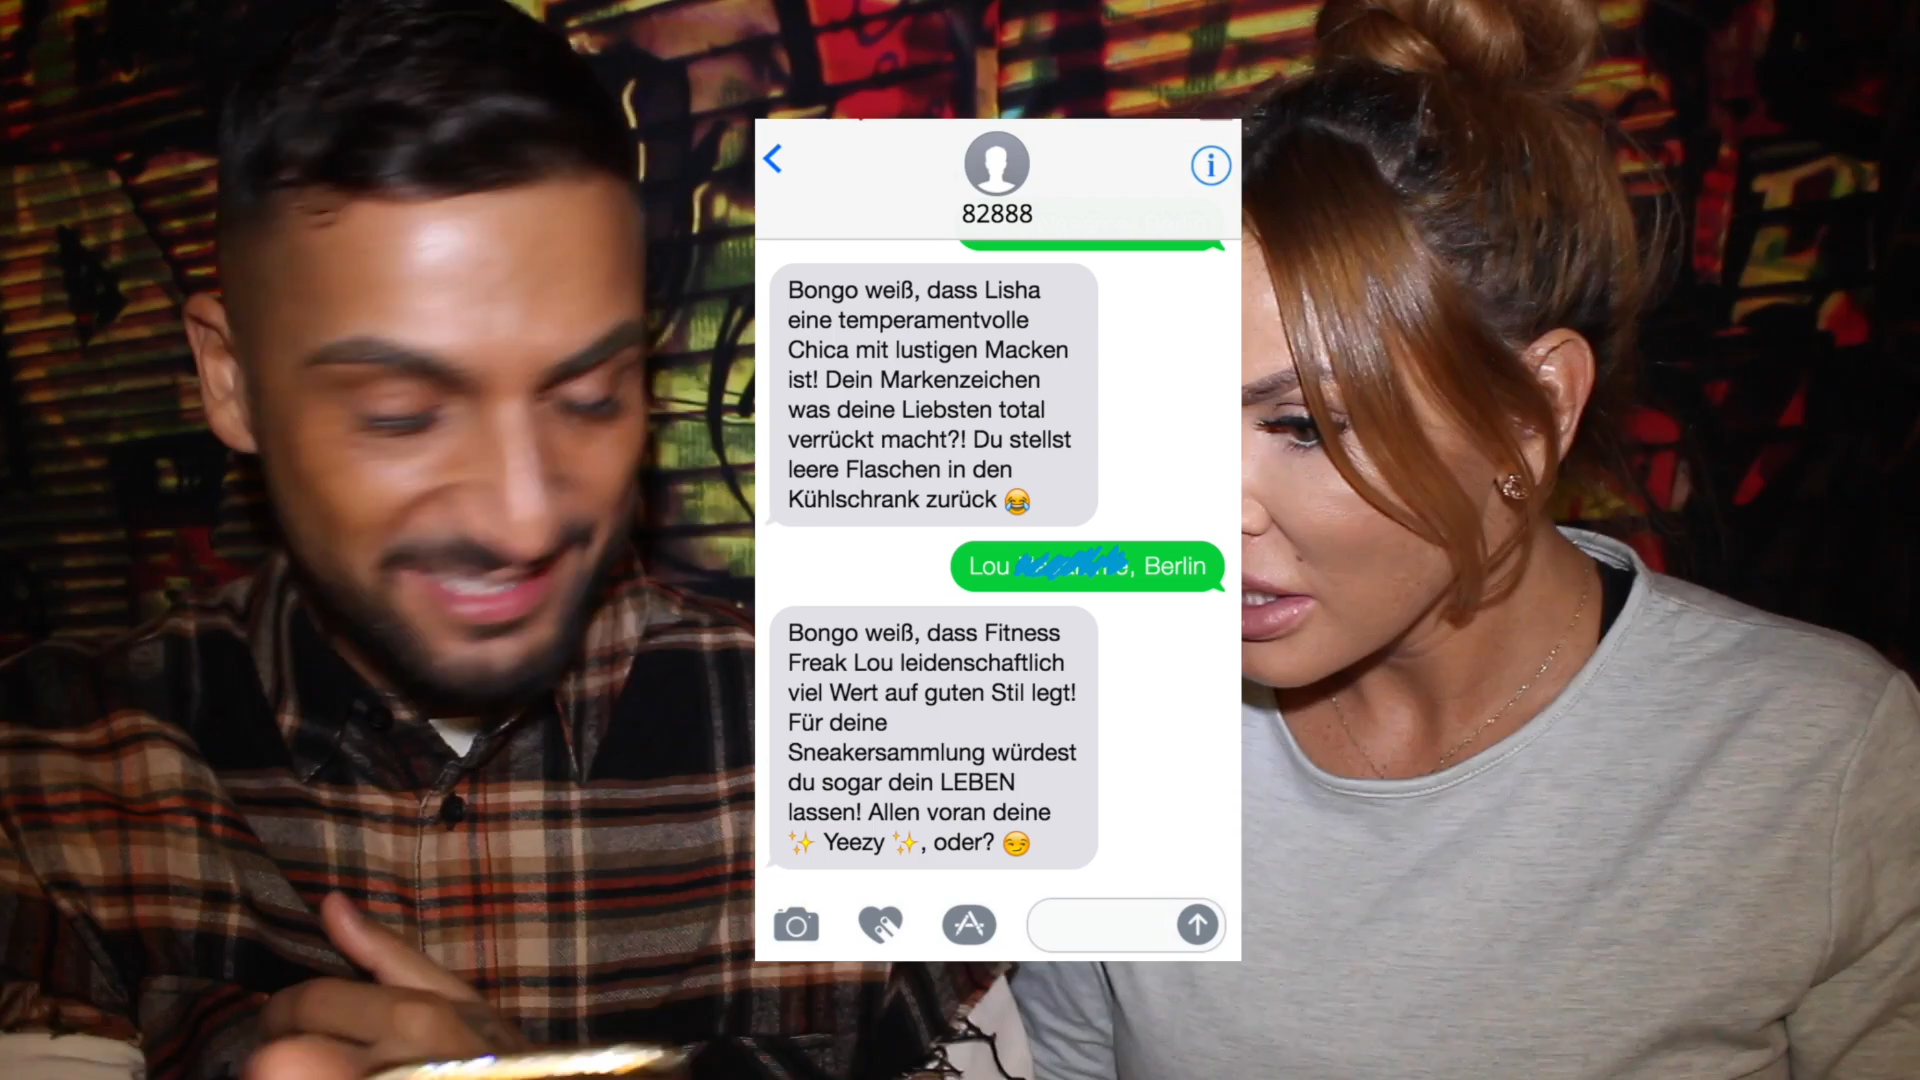 82888
Bongo weiß, dass Lisha
eine temperamentvolle
Chica mit lustigen Macken
ist! Dein Markenzeichen
was deine Liebsten total
verrückt macht?! Du stellst
leere Flaschen in den
Kühlschrank zurück 😂
Lou , Berlin
Bongo weiß, dass Fitness
Freak Lou leidenschaftlich
viel Wert auf guten Stil legt!
Für deine
Sneakersammlung würdest
du sogar dein LEBEN
lassen! Allen voran deine
✨ Yeezy ✨, oder? 😏